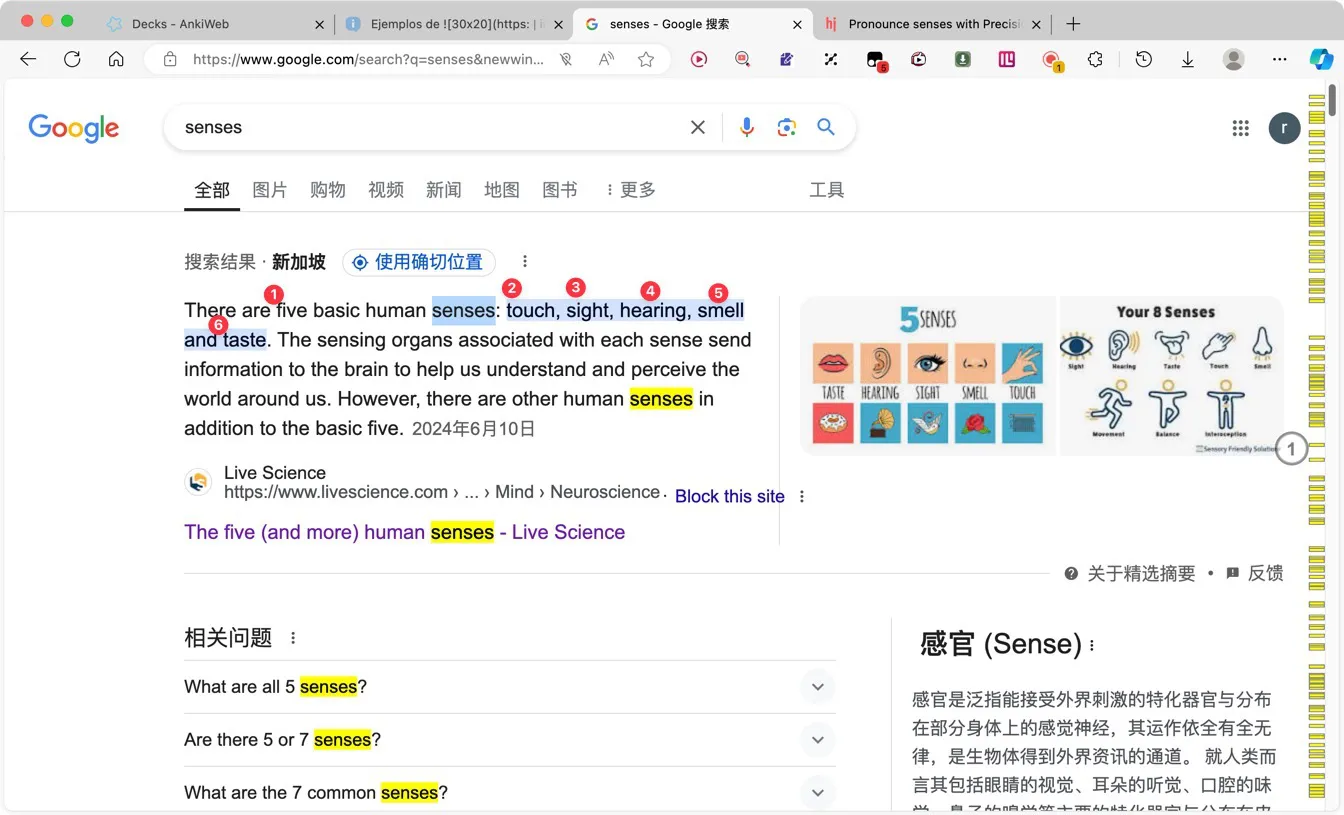 Decks - AnkiWeb
Ejemplos de ![30x20](https: | i
senses - Google 搜索
Pronounce senses with Precisi
https://www.google.com/search?q=senses&newwin...
5
1
Google
senses
r
全部 图片 购物 视频 新闻 地图 图书 更多 工具
搜索结果 · 新加坡 使用确切位置
1 2 3 4 5
There are five basic human senses: touch, sight, hearing, smell
6
and taste. The sensing organs associated with each sense send
information to the brain to help us understand and perceive the
world around us. However, there are other human senses in
addition to the basic five. 2024年6月10日
Live Science
https://www.livescience.com › ... › Mind › Neuroscience · Block this site
The five (and more) human senses - Live Science
5 SENSES
TASTE HEARING SIGHT SMELL TOUCH
Your 8 Senses
Sight Hearing Taste Touch Smell
Movement Balance Interoception
Sensory Friendly Solutions
1
关于精选摘要 • 反馈
相关问题
What are all 5 senses?
Are there 5 or 7 senses?
What are the 7 common senses?
感官 (Sense)
感官是泛指能接受外界刺激的特化器官与分布
在部分身体上的感觉神经，其运作依全有全无
律，是生物体得到外界资讯的通道。 就人类而
言其包括眼睛的视觉、耳朵的听觉、口腔的味